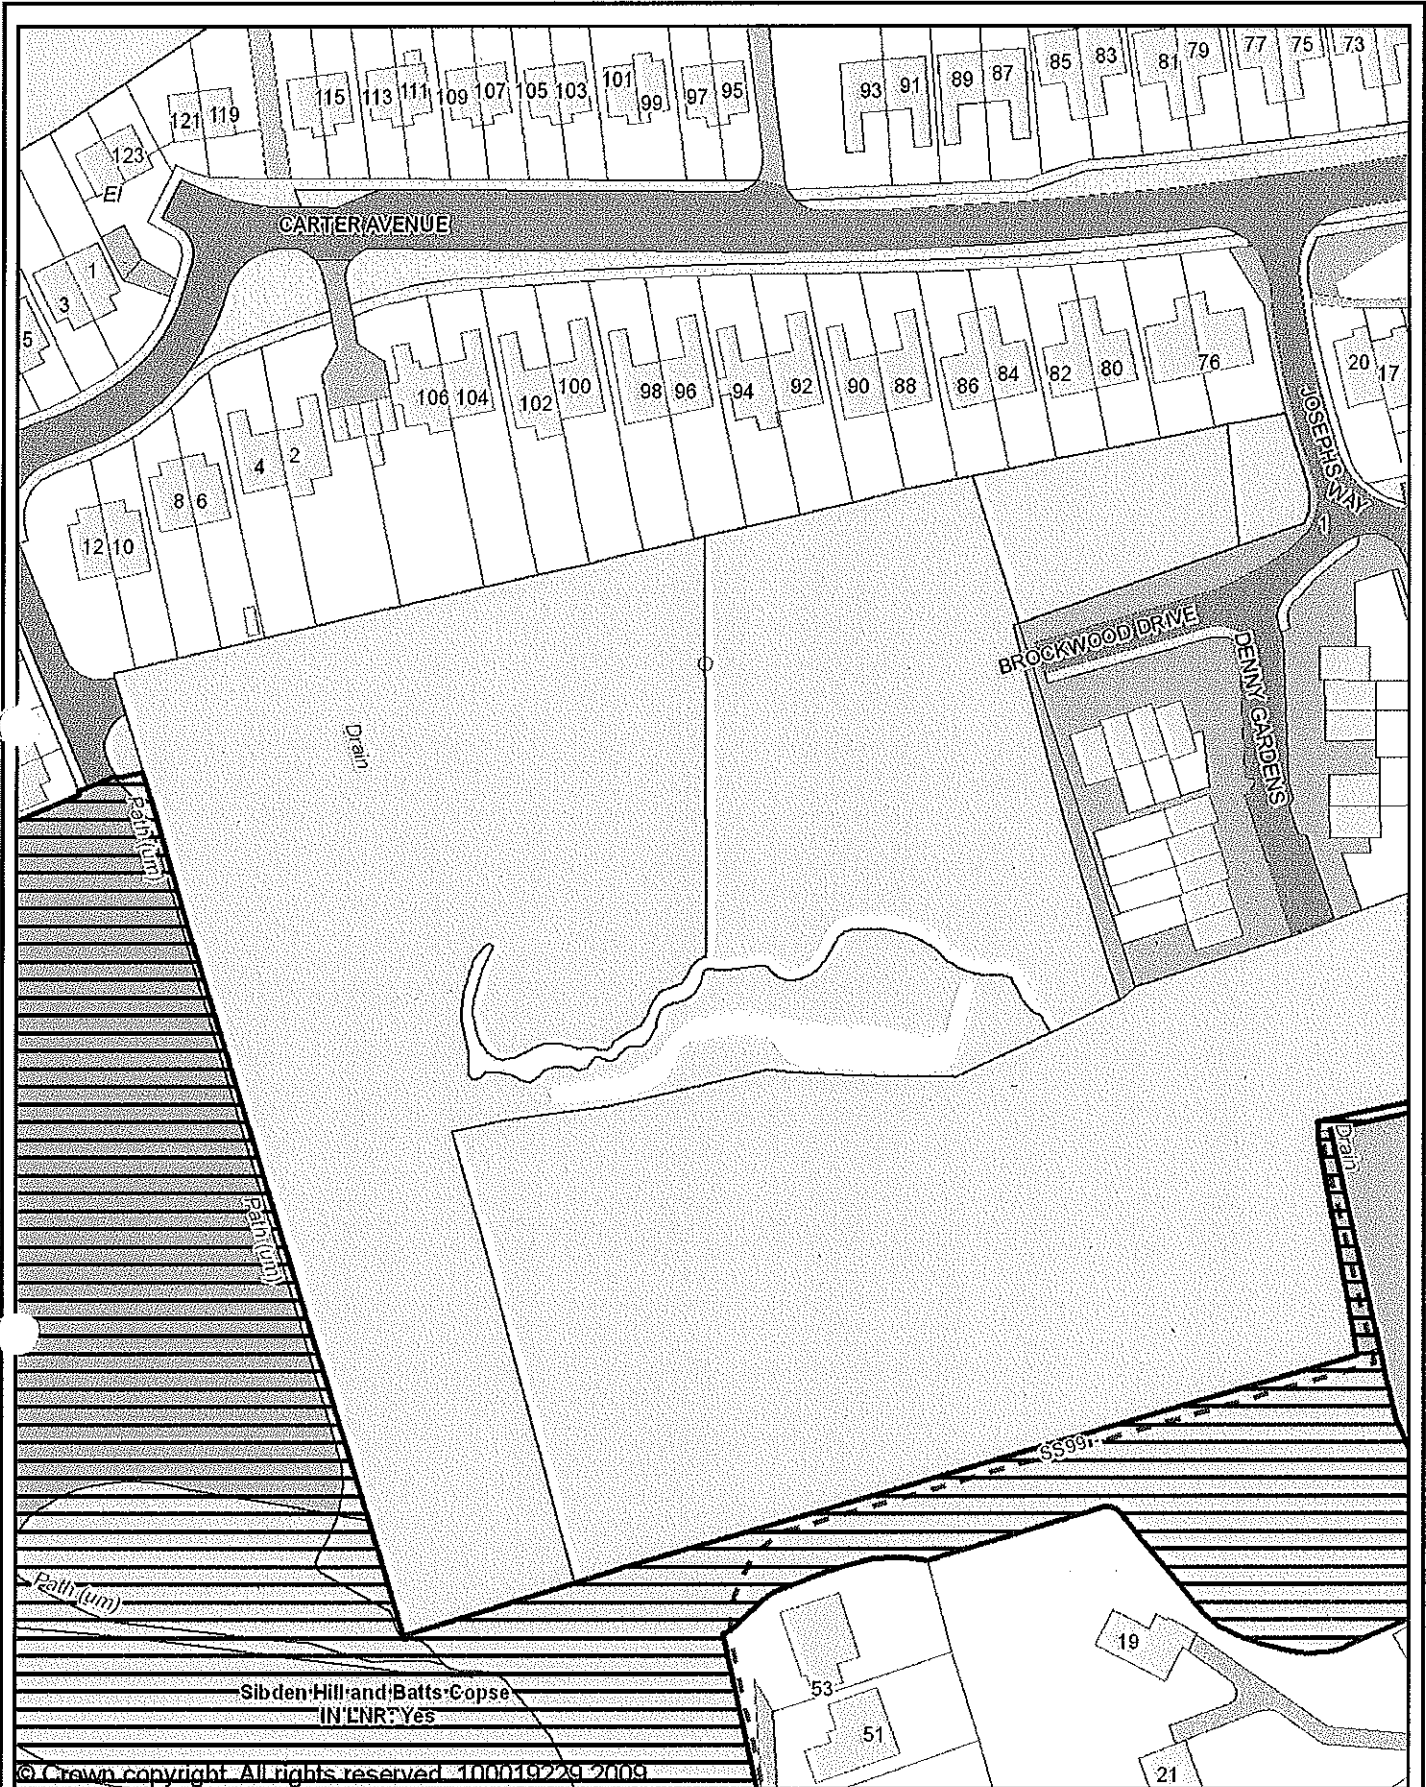 85 83 81 79 77 75 73
93 91 89 87
121 119 115 113 111 109 107 105 103 101 99 97 95
123
El
CARTER AVENUE
1
3
5
106 104 102 100 98 96 94 92 90 88 86 84 82 80 76
20 17
4 2
8 6
12 10
JOSEPHS WAY
1
BROCKWOOD DRIVE
DENNY GARDENS
Drain
Path (um)
Drain
Path (um)
SS99
Path (um)
19
53
Sibden Hill and Batts Copse
IN LNR: Yes
51
21
© Crown copyright. All rights reserved. 100019229 2009